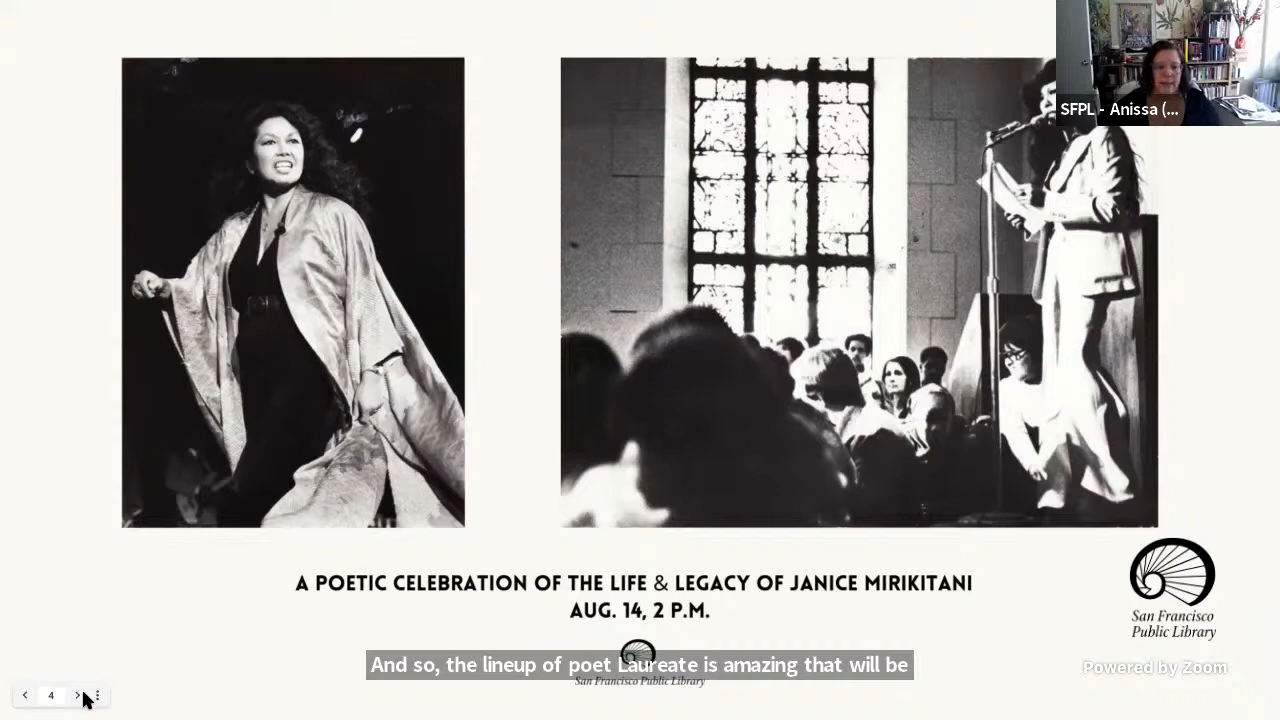 SFPL - Anissa (...
A POETIC CELEBRATION OF THE LIFE & LEGACY OF JANICE MIRIKITANI
AUG. 14, 2 P.M.
San Francisco
Public Library
And so, the lineup of poet Laureate is amazing that will be
San Francisco Public Library
Powered by Zoom
4